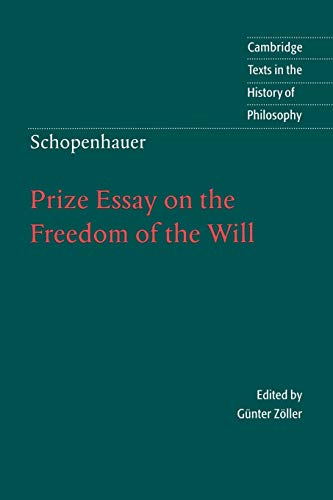 Cambridge
Texts in the
History of
Philosophy
Schopenhauer
Prize Essay on the
Freedom of the Will
Edited by
Günter Zöller